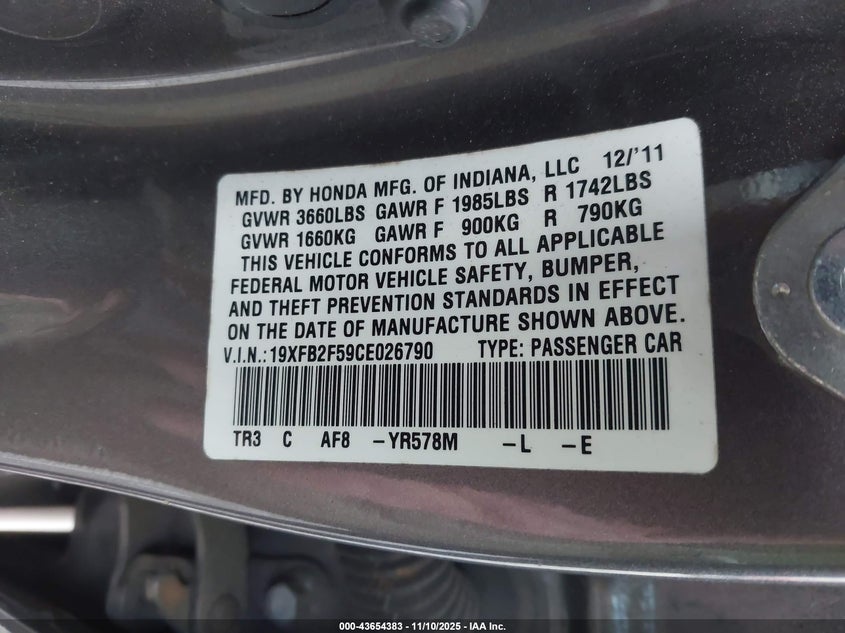 MFD. BY HONDA MFG. OF INDIANA, LLC 12/'11
GVWR 3660LBS GAWR F 1985LBS R 1742LBS
GVWR 1660KG GAWR F 900KG R 790KG
THIS VEHICLE CONFORMS TO ALL APPLICABLE
FEDERAL MOTOR VEHICLE SAFETY, BUMPER,
AND THEFT PREVENTION STANDARDS IN EFFECT
ON THE DATE OF MANUFACTURE SHOWN ABOVE.
V.I.N.:19XFB2F59CE026790 TYPE: PASSENGER CAR
TR3 C AF8 -YR578M -L -E
000-43654383 - 11/10/2025 - IAA Inc.